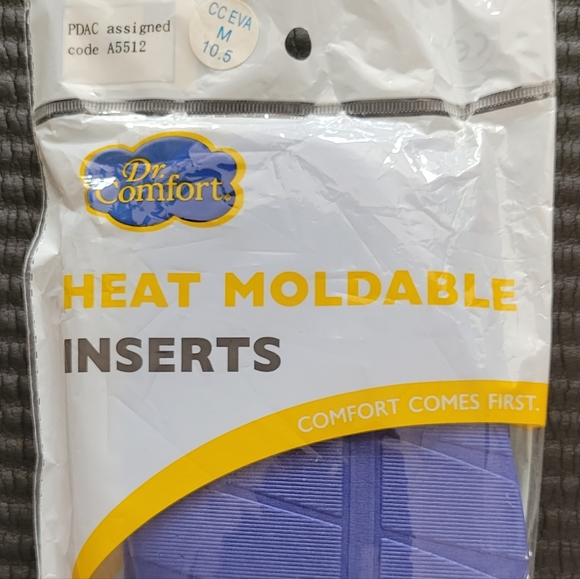 PDAC assigned
code A5512
CC EVA
M
10.5
Dr.
Comfort®
HEAT MOLDABLE
INSERTS
COMFORT COMES FIRST.